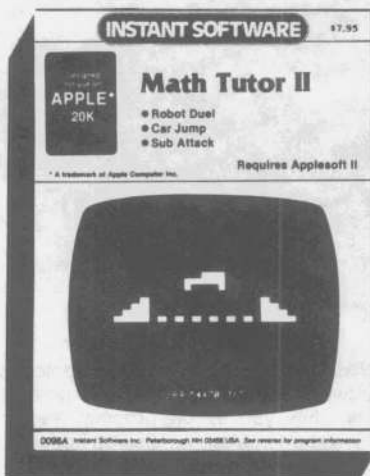 INSTANT SOFTWARE
$7.95
APPLE*
20K
Math Tutor II
• Robot Duel
• Car Jump
• Sub Attack
Requires Applesoft II
* A trademark of Apple Computer Inc.
0098A Instant Software Inc. Peterborough NH 03458 USA See reverse for program information